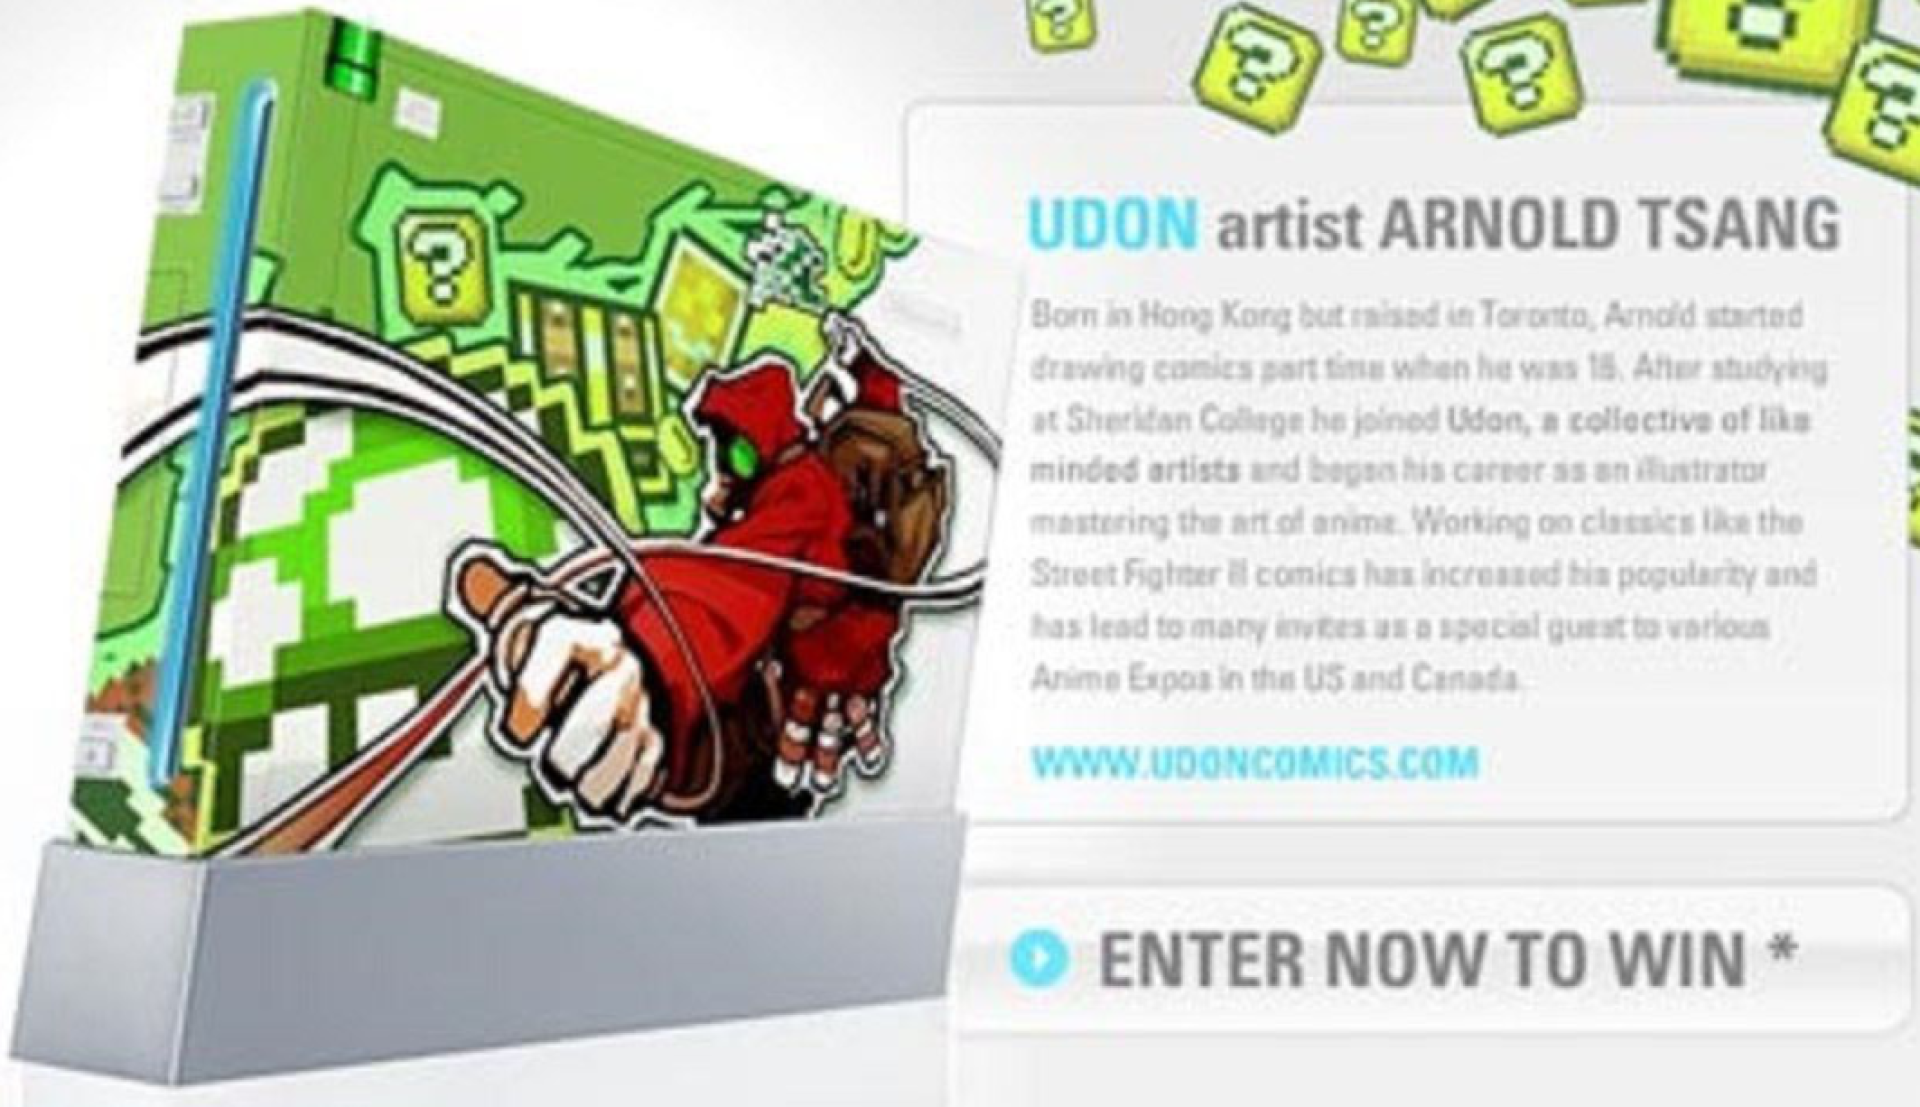 UDON artist ARNOLD TSANG
Born in Hong Kong but raised in Toronto, Arnold started
drawing comics part time when he was 18. After studying
at Sheridan College he joined Udon, a collective of like
minded artists and began his career as an illustrator
mastering the art of anime. Working on classics like the
Street Fighter II comics has increased his popularity and
has lead to many invites as a special guest to various
Anime Expos in the US and Canada.
WWW.UDONCOMICS.COM
ENTER NOW TO WIN *